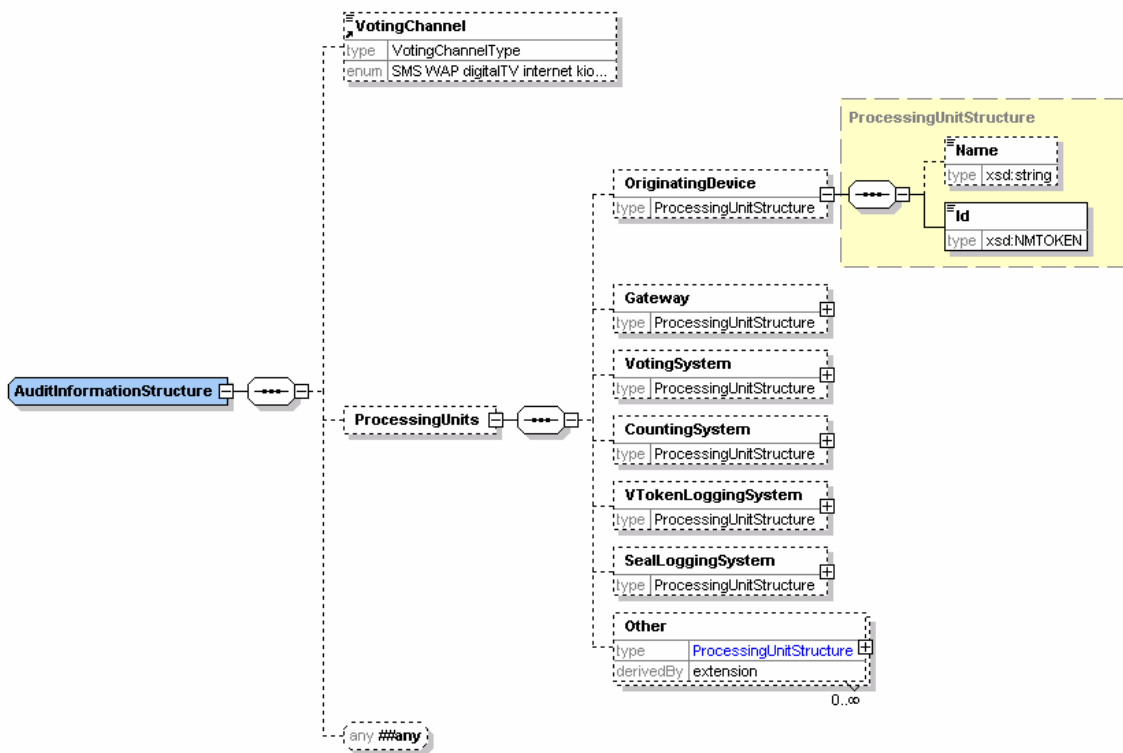 VotingChannel
type VotingChannelType
enum SMS WAP digitalTV internet kio...
ProcessingUnitStructure
Name
type xsd:string
OriginatingDevice
type ProcessingUnitStructure
Id
type xsd:NMTOKEN
Gateway
type ProcessingUnitStructure
VotingSystem
type ProcessingUnitStructure
AuditInformationStructure
ProcessingUnits
CountingSystem
type ProcessingUnitStructure
VTokenLoggingSystem
type ProcessingUnitStructure
SealLoggingSystem
type ProcessingUnitStructure
Other
type ProcessingUnitStructure
derivedBy extension
0..∞
any ##any